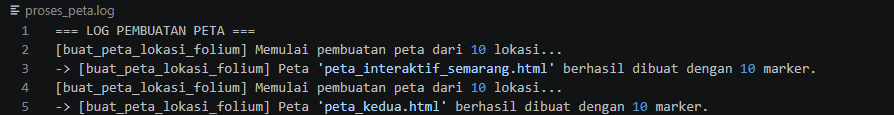 proses_peta.log
1 === LOG PEMBUATAN PETA ===
2 [buat_peta_lokasi_folium] Memulai pembuatan peta dari 10 lokasi...
3 -> [buat_peta_lokasi_folium] Peta 'peta_interaktif_semarang.html' berhasil dibuat dengan 10 marker.
4 [buat_peta_lokasi_folium] Memulai pembuatan peta dari 10 lokasi...
5 -> [buat_peta_lokasi_folium] Peta 'peta_kedua.html' berhasil dibuat dengan 10 marker.